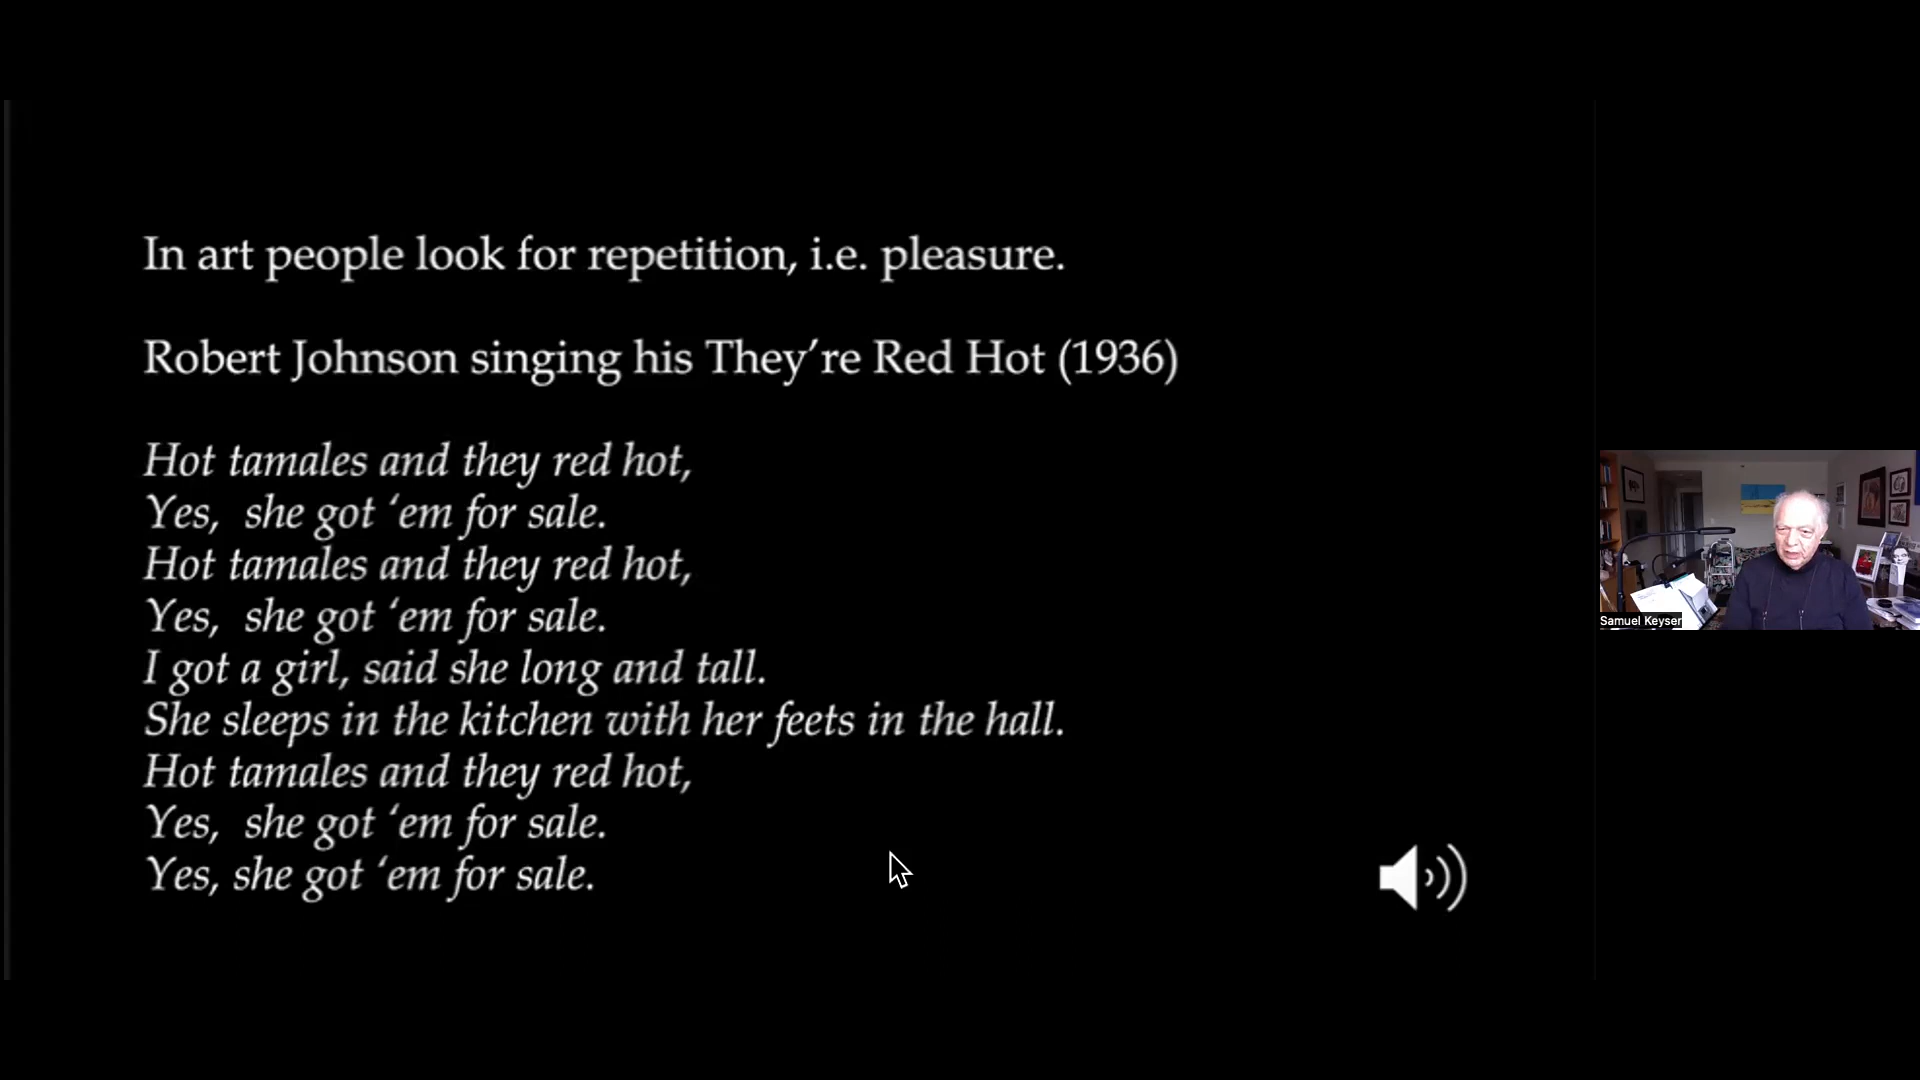 In art people look for repetition, i.e. pleasure.
Robert Johnson singing his They’re Red Hot (1936)
Hot tamales and they red hot,
Yes,  she got ‘em for sale.
Hot tamales and they red hot,
Yes,  she got ‘em for sale.
I got a girl, said she long and tall.
She sleeps in the kitchen with her feets in the hall.
Hot tamales and they red hot,
Yes,  she got ‘em for sale.
Yes, she got ‘em for sale.
Samuel Keyser